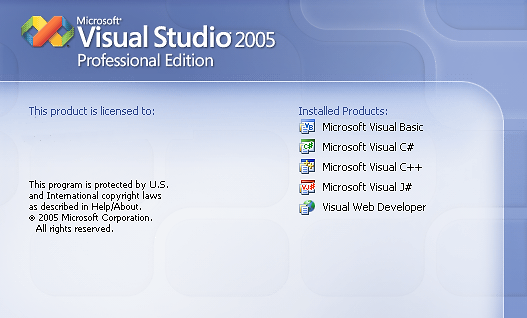 Microsoft®
Visual Studio 2005
Professional Edition
This product is licensed to:
Installed Products:
Microsoft Visual Basic
Microsoft Visual C#
Microsoft Visual C++
Microsoft Visual J#
Visual Web Developer
This program is protected by U.S.
and International copyright laws
as described in Help/About.
© 2005 Microsoft Corporation.
All rights reserved.